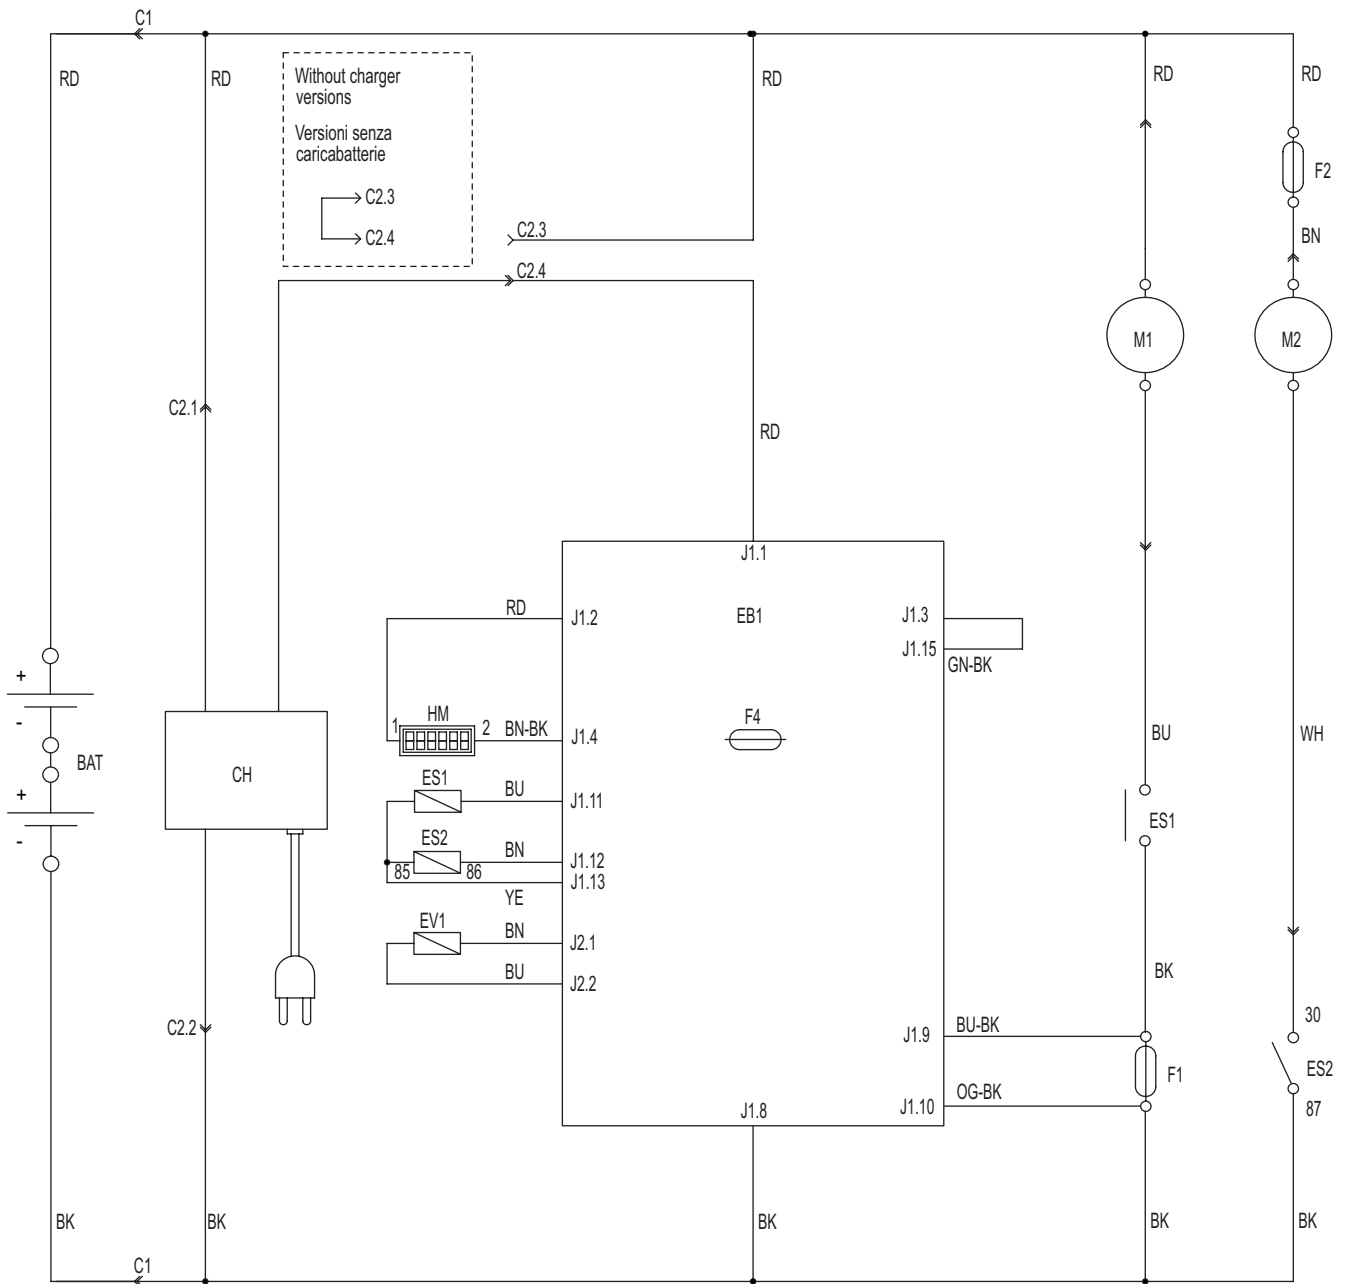 C1
RD
RD
RD
RD
RD
Without charger
versions
Versioni senza
caricabatterie
C2.3
C2.4
C2.3
C2.4
F2
BN
M1
M2
C2.1
RD
J1.1
EB1
RD
J1.2
J1.3
J1.15
GN-BK
+
-
BAT
+
-
CH
HM
1
2
BN-BK
J1.4
F4
BU
WH
ES1
BU
J1.11
ES2
85
86
BN
J1.12
J1.13
YE
ES1
EV1
BN
J2.1
BU
J2.2
BK
C2.2
J1.9
BU-BK
30
F1
ES2
J1.10
OG-BK
87
J1.8
BK
BK
BK
BK
BK
C1